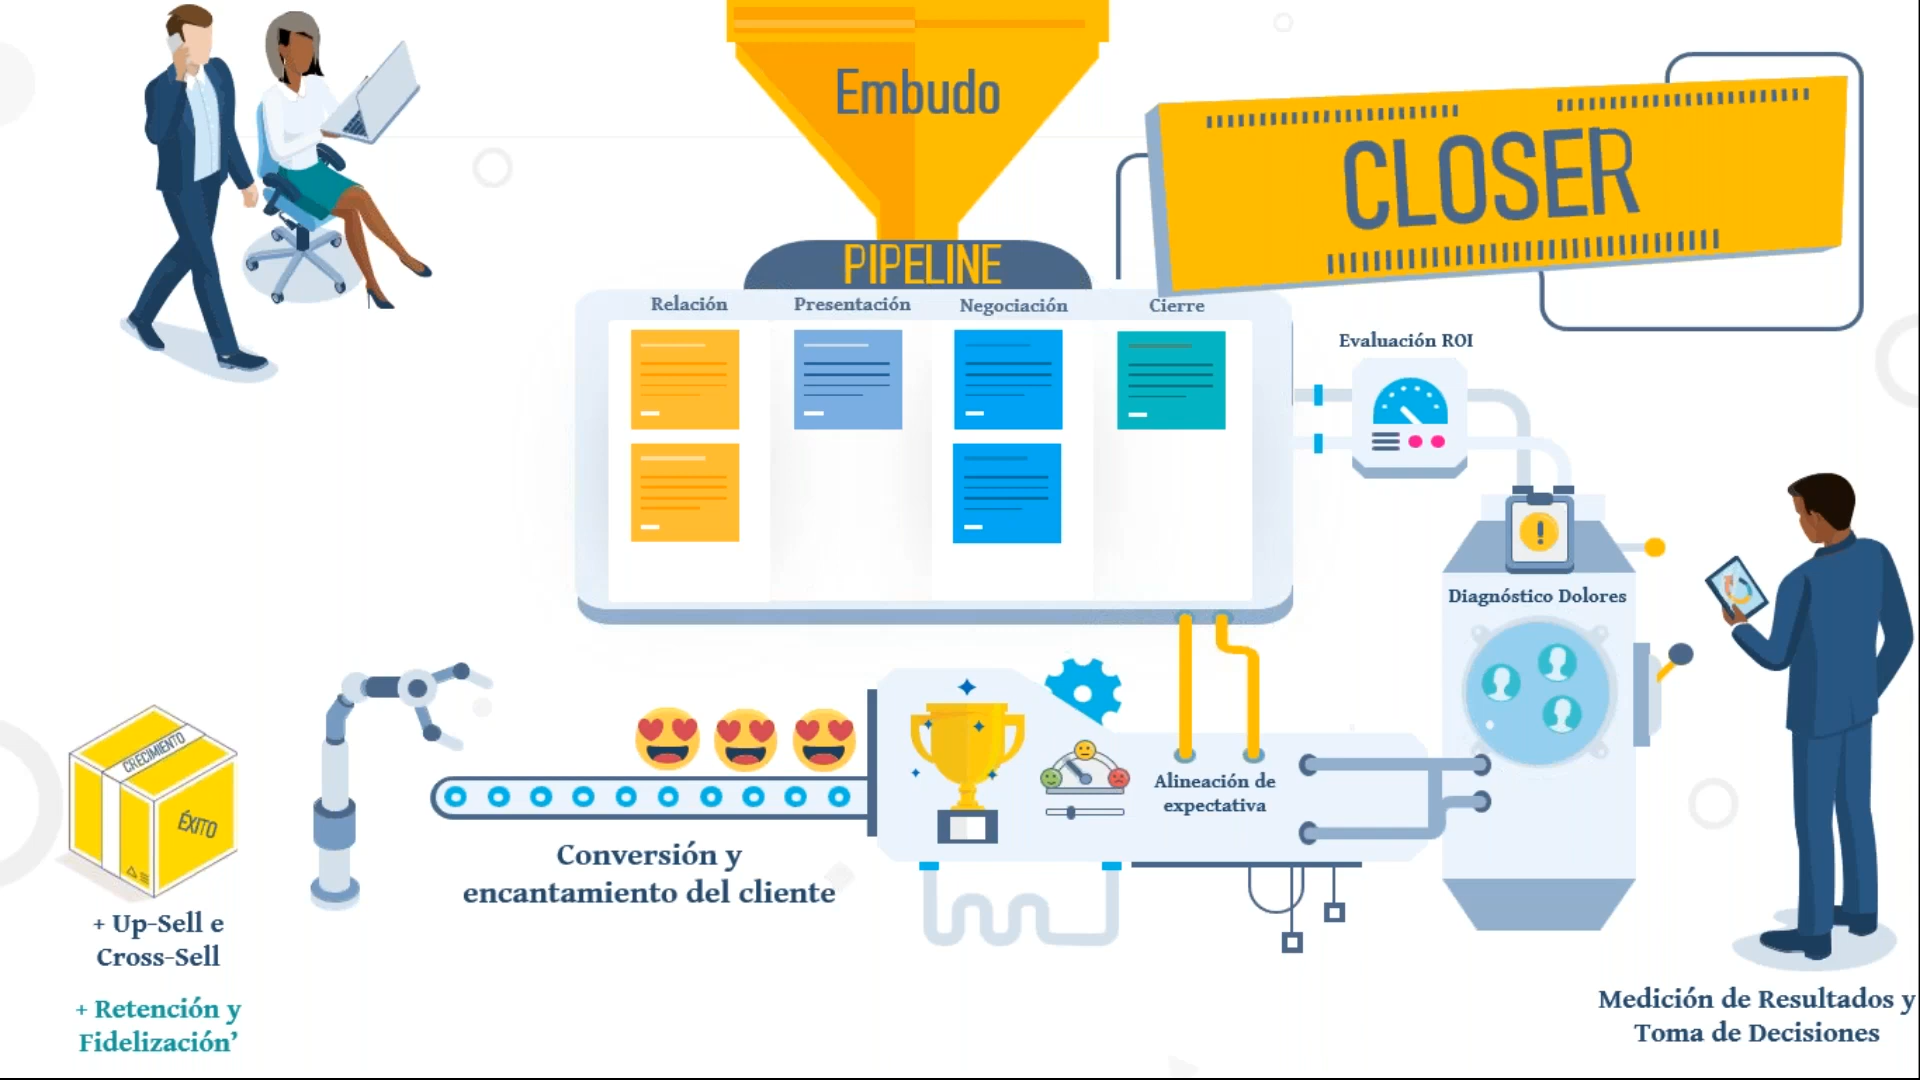 Embudo
CLOSER
PIPELINE
Relación
Presentación
Negociación
Cierre
Evaluación ROI
Diagnóstico Dolores
Alineación de
expectativa
CRECIMIENTO
ÉXITO
Conversión y
encantamiento del cliente
+ Up-Sell e
Cross-Sell
+ Retención y
Fidelización’
Medición de Resultados y
Toma de Decisiones